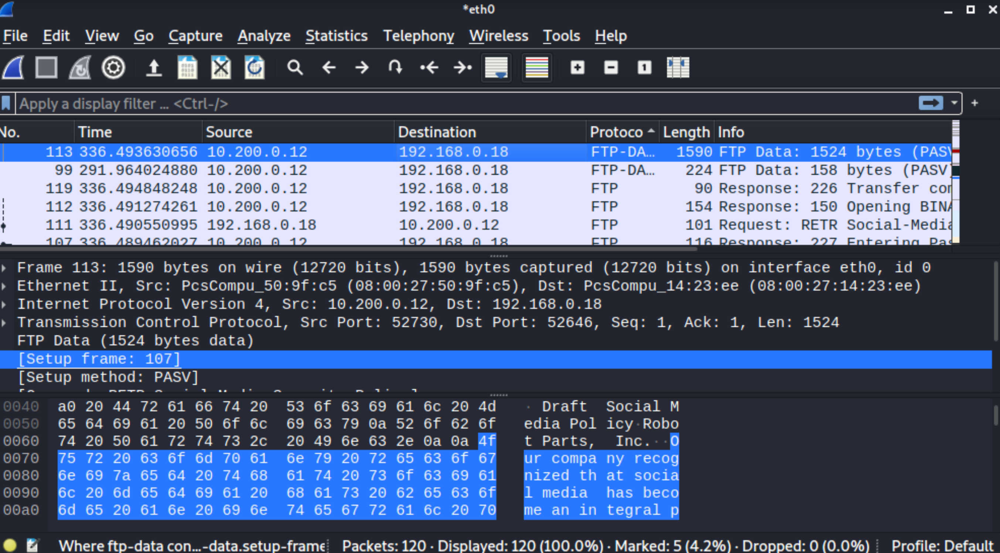 *eth0
File Edit View Go Capture Analyze Statistics Telephony Wireless Tools Help
Apply a display filter ... <Ctrl-/>
No. Time Source Destination Protoco Length Info
113 336.493630656 10.200.0.12 192.168.0.18 FTP-DA… 1590 FTP Data: 1524 bytes (PASV
99 291.964024880 10.200.0.12 192.168.0.18 FTP-DA… 224 FTP Data: 158 bytes (PASV)
119 336.494848248 10.200.0.12 192.168.0.18 FTP 90 Response: 226 Transfer com
112 336.491274261 10.200.0.12 192.168.0.18 FTP 154 Response: 150 Opening BINA
111 336.490550995 192.168.0.18 10.200.0.12 FTP 101 Request: RETR Social-Media
107 336.489462027 10.200.0.12 192.168.0.18 FTP 116 Response: 227 Entering Pas
Frame 113: 1590 bytes on wire (12720 bits), 1590 bytes captured (12720 bits) on interface eth0, id 0
Ethernet II, Src: PcsCompu_50:9f:c5 (08:00:27:50:9f:c5), Dst: PcsCompu_14:23:ee (08:00:27:14:23:ee)
Internet Protocol Version 4, Src: 10.200.0.12, Dst: 192.168.0.18
Transmission Control Protocol, Src Port: 52730, Dst Port: 52646, Seq: 1, Ack: 1, Len: 1524
FTP Data (1524 bytes data)
[Setup frame: 107]
[Setup method: PASV]
0040 a0 20 44 72 61 66 74 20 53 6f 63 69 61 6c 20 4d · Draft Social M
0050 65 64 69 61 20 50 6f 6c 69 63 79 0a 52 6f 62 6f edia Pol icy·Robo
0060 74 20 50 61 72 74 73 2c 20 49 6e 63 2e 0a 0a 4f t Parts, Inc.··O
0070 75 72 20 63 6f 6d 70 61 6e 79 20 72 65 63 6f 67 ur compa ny recog
0080 6e 69 7a 65 64 20 74 68 61 74 20 73 6f 63 69 61 nized th at socia
0090 6c 20 6d 65 64 69 61 20 68 61 73 20 62 65 63 6f l media has beco
00a0 6d 65 20 61 6e 20 69 6e 74 65 67 72 61 6c 20 70 me an in tegral p
Where ftp-data con…-data.setup-frame Packets: 120 · Displayed: 120 (100.0%) · Marked: 5 (4.2%) · Dropped: 0 (0.0%) Profile: Default